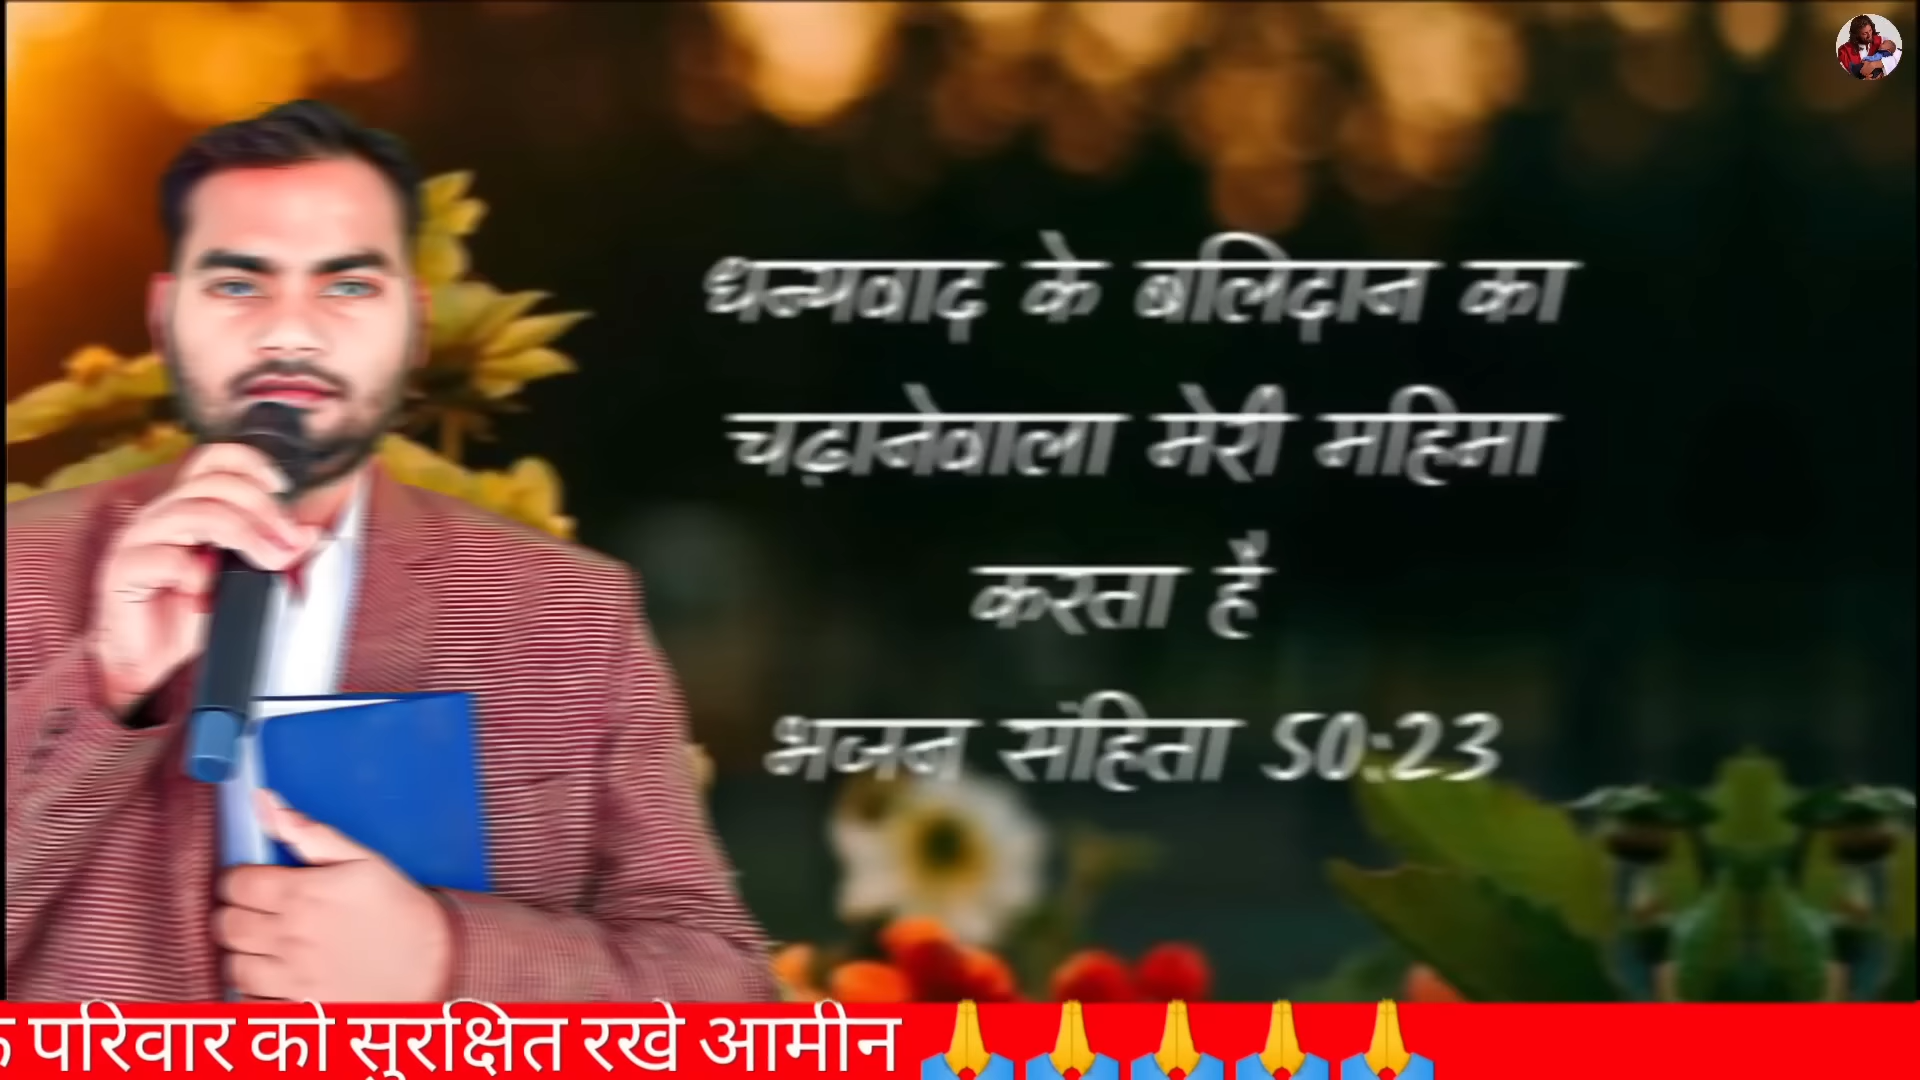 धन्यवाद के बलिदान का
चढ़ानेवाला मेरी महिमा
करता है
भजन संहिता 50:23
परिवार को सुरक्षित रखे आमीन 🙏🙏🙏🙏🙏